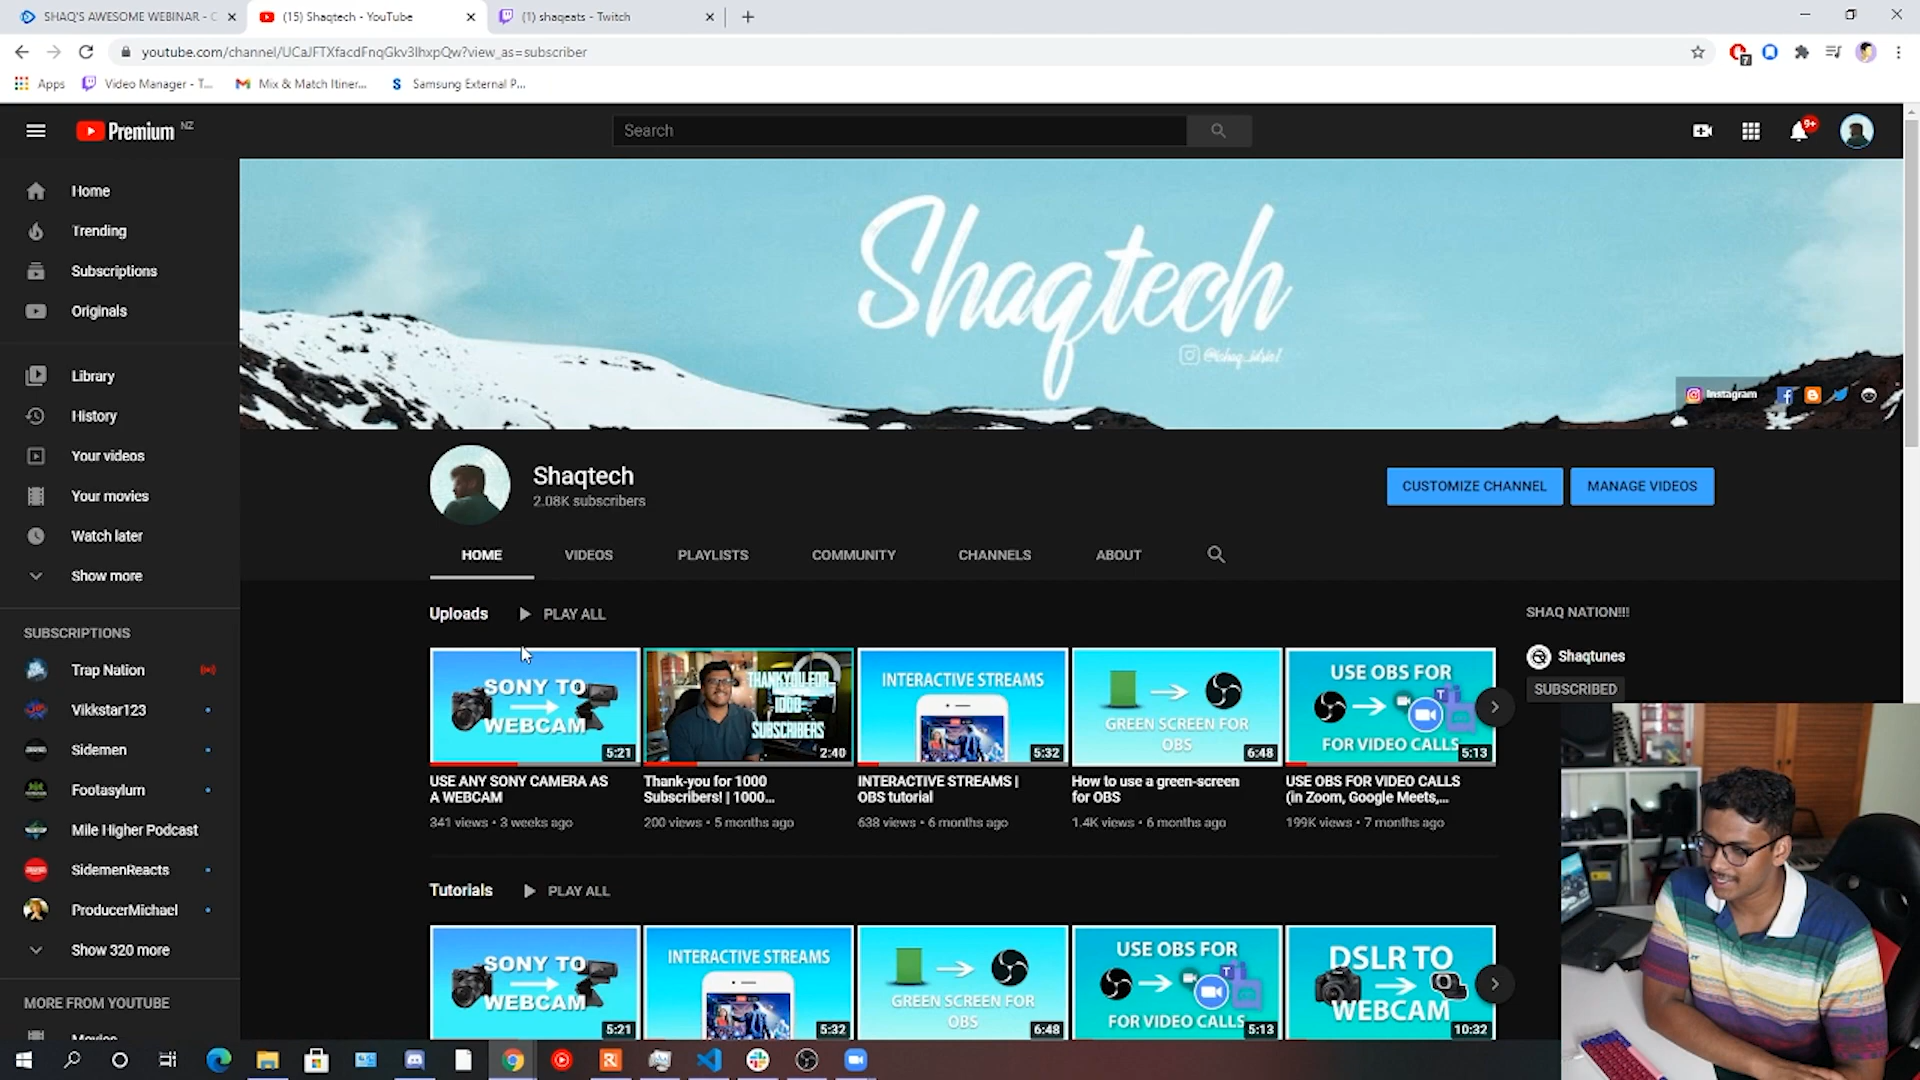 SHAQ'S AWESOME WEBINAR - C
(15) Shaqtech - YouTube
(1) shaqeats - Twitch
youtube.com/channel/UCaJFTXfacdFnqGkv3lhxpQw?view_as=subscriber
7
Apps
Video Manager - T...
Mix & Match Itiner...
Samsung External P...
Premium NZ
Search
9+
Home
Trending
Subscriptions
Originals
Library
History
Your videos
Your movies
Watch later
Show more
SUBSCRIPTIONS
Trap Nation
Vikkstar123
Sidemen
Footasylum
Mile Higher Podcast
SidemenReacts
ProducerMichael
Show 320 more
MORE FROM YOUTUBE
Movies
Shaqtech
Instagram
Shaqtech
2.08K subscribers
CUSTOMIZE CHANNEL
MANAGE VIDEOS
HOME
VIDEOS
PLAYLISTS
COMMUNITY
CHANNELS
ABOUT
Uploads
PLAY ALL
SONY TO
WEBCAM
5:21
THANKYOU FOR
1000
SUBSCRIBERS
2:40
INTERACTIVE STREAMS
5:32
GREEN SCREEN FOR
OBS
6:48
USE OBS FOR
FOR VIDEO CALLS
5:13
USE ANY SONY CAMERA AS
A WEBCAM
341 views • 3 weeks ago
Thank-you for 1000
Subscribers! | 1000...
200 views • 5 months ago
INTERACTIVE STREAMS |
OBS tutorial
638 views • 6 months ago
How to use a green-screen
for OBS
1.4K views • 6 months ago
USE OBS FOR VIDEO CALLS
(in Zoom, Google Meets,...
199K views • 7 months ago
SHAQ NATION!!!
Shaqtunes
SUBSCRIBED
Tutorials
PLAY ALL
SONY TO
WEBCAM
5:21
INTERACTIVE STREAMS
5:32
GREEN SCREEN FOR
OBS
6:48
USE OBS FOR
FOR VIDEO CALLS
5:13
DSLR TO
WEBCAM
10:32